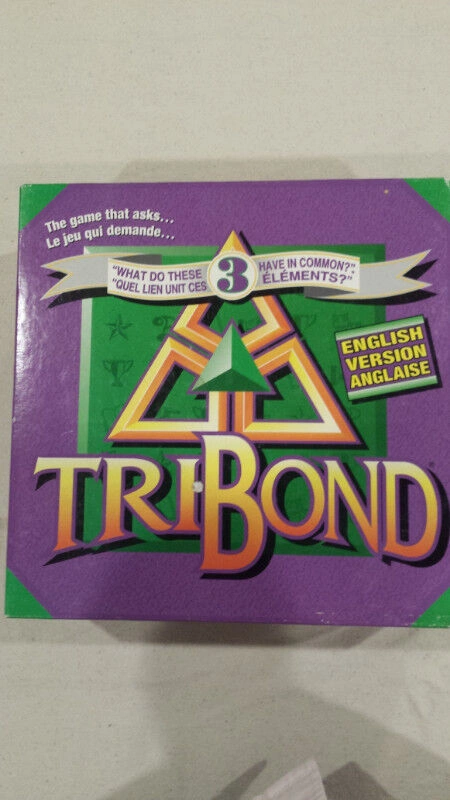 The game that asks...
Le jeu qui demande...
"WHAT DO THESE 3 HAVE IN COMMON?",
"QUEL LIEN UNIT CES 3 ÉLÉMENTS?"
ENGLISH
VERSION
ANGLAISE
TRIBOND